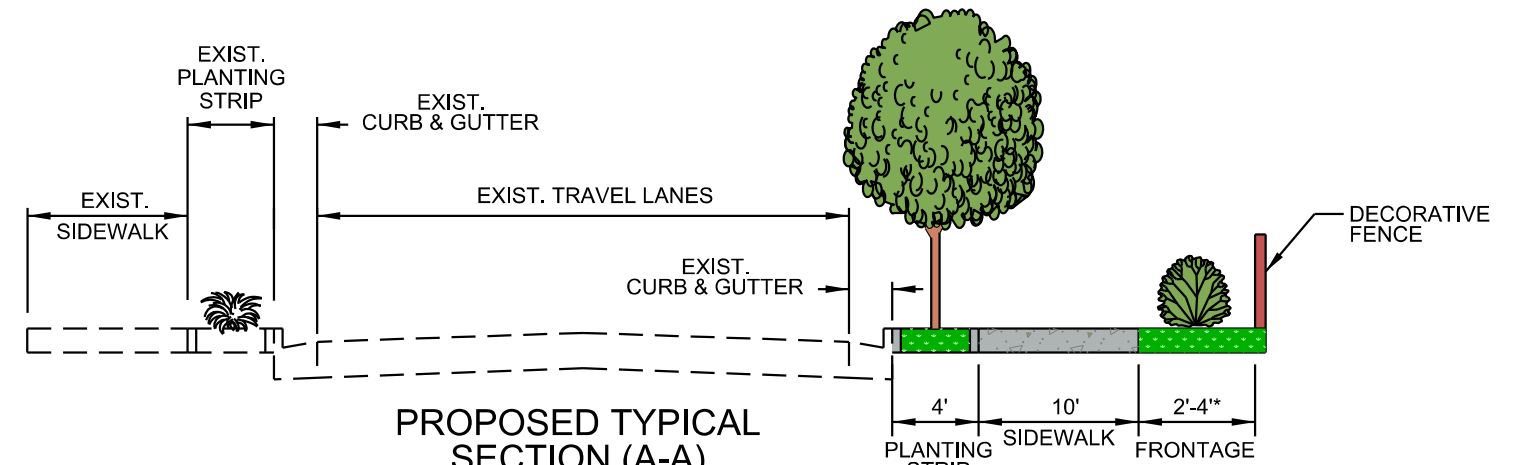 EXIST.
PLANTING
STRIP
EXIST.
CURB & GUTTER
EXIST.
SIDEWALK
EXIST. TRAVEL LANES
EXIST.
CURB & GUTTER
DECORATIVE
FENCE
4'
10'
2'-4'*
PLANTING
STRIP
SIDEWALK
FRONTAGE
PROPOSED TYPICAL
SECTION (A-A)